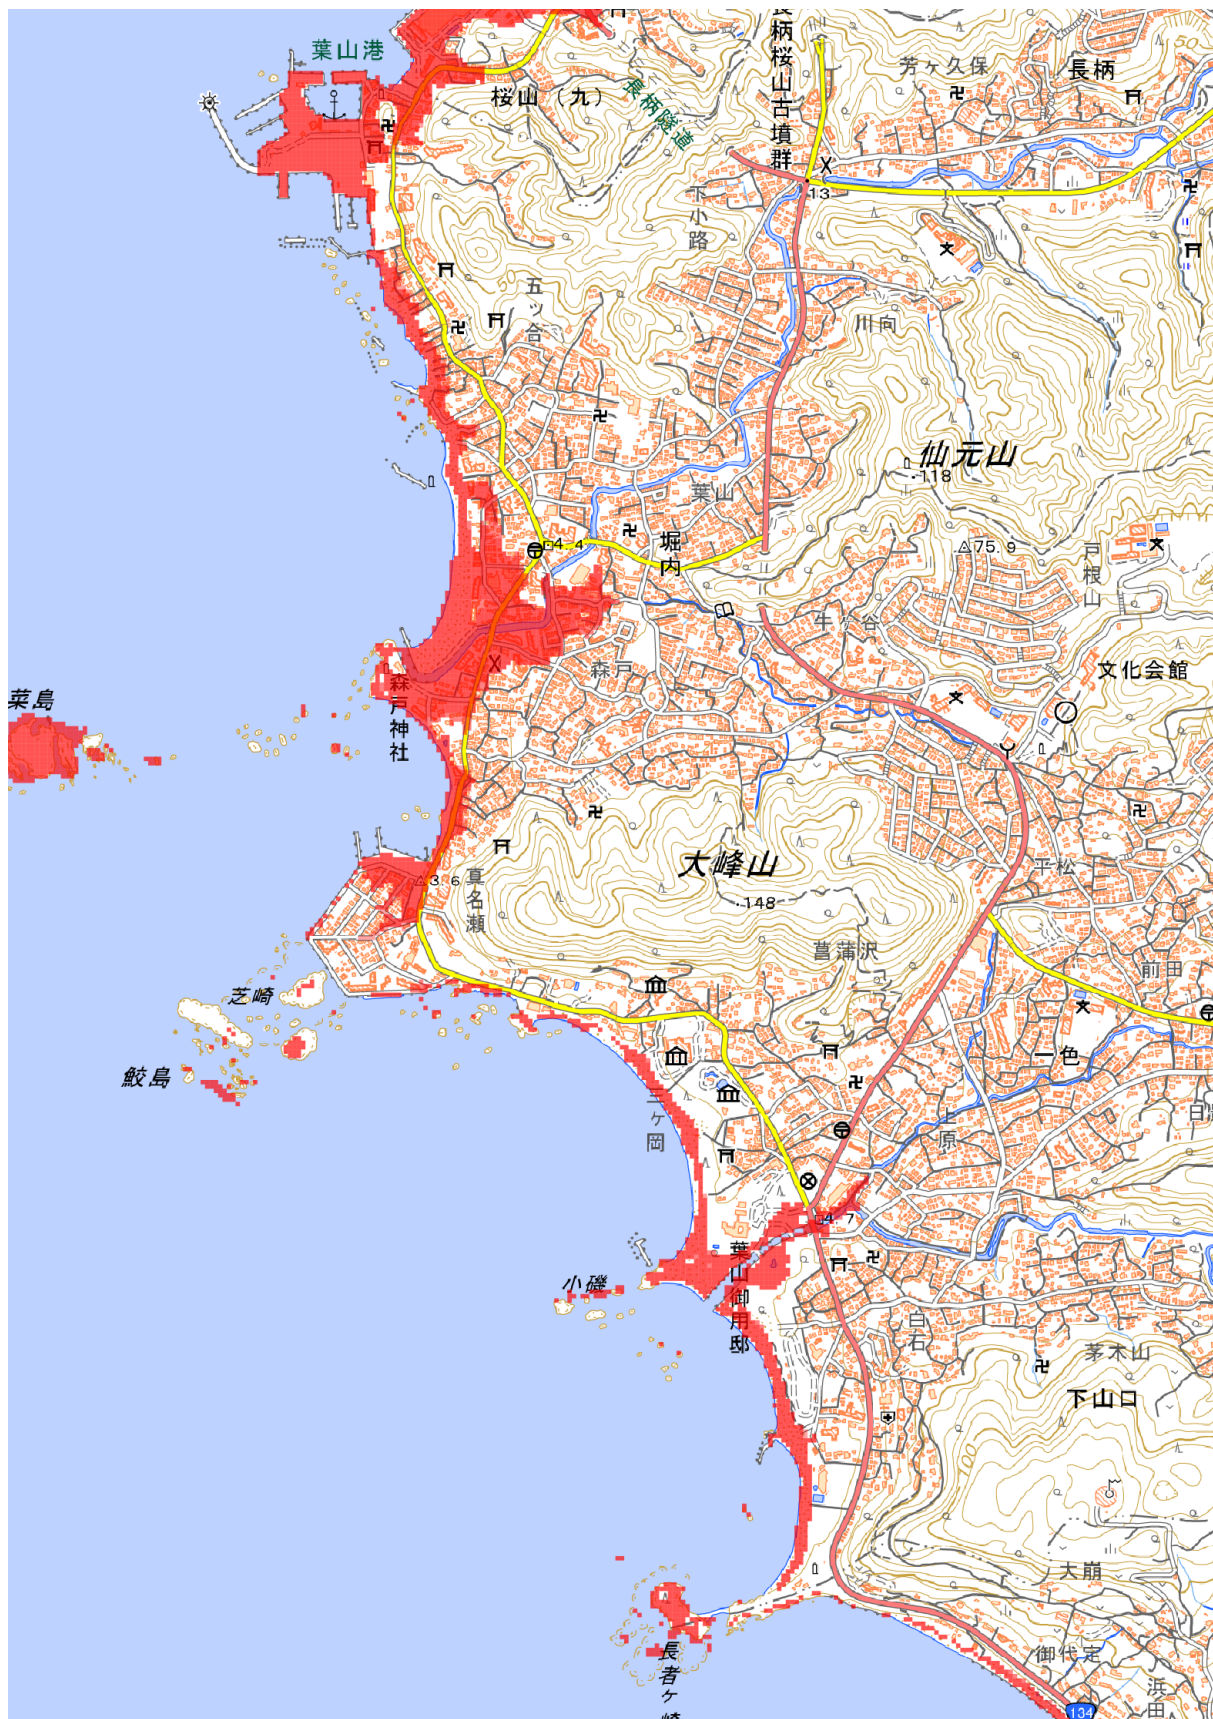 葉山港
桜山（九）
長柄隧道
長柄桜山古墳群
芳ヶ久保
長柄
50
13
下小路
五ッ合
川向
仙元山
118
葉山
4.4
堀内
75.9
戸根山
牛ヶ谷
森戸
文化会館
菜島
森戸神社
大峰山
148
平松
3.6
真名瀬
菖蒲沢
前田
芝崎
鮫島
一色
三ヶ岡
上原
4.7
葉山御用邸
小磯
白石
茅木山
下山口
100
大崩
長者ヶ崎
御代定
浜田
134